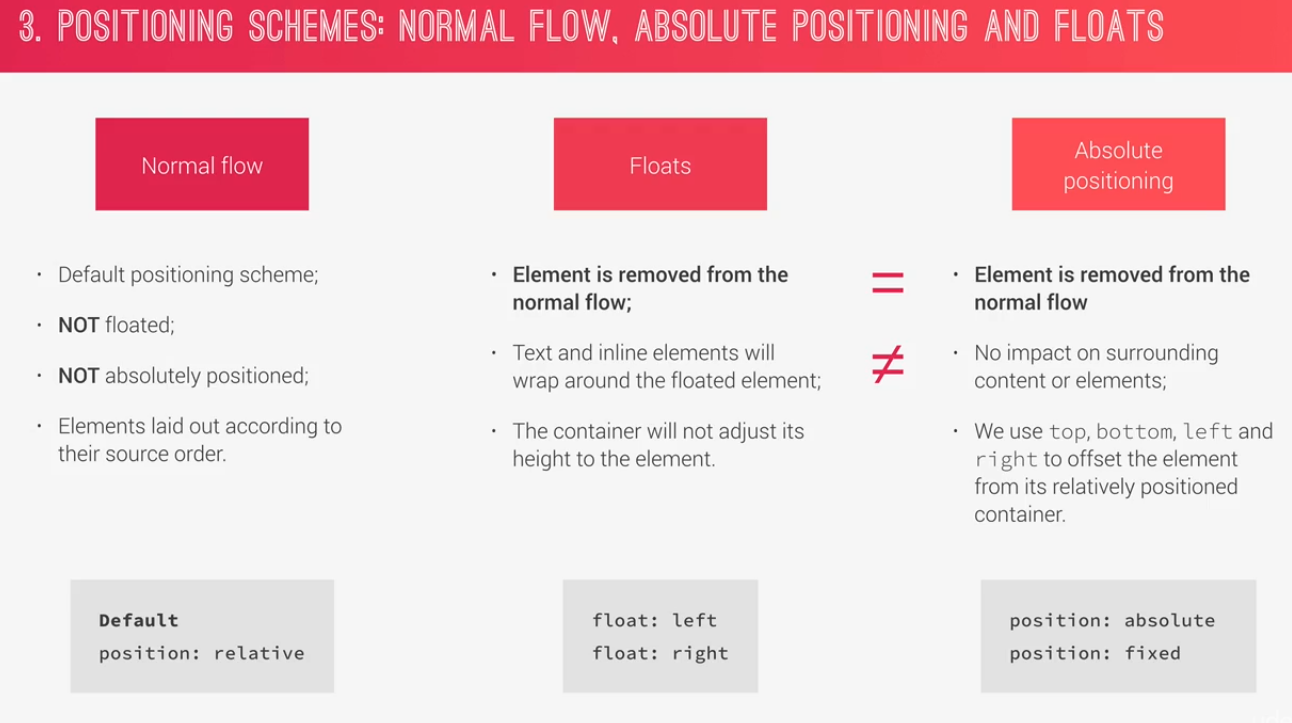 3. POSITIONING SCHEMES: NORMAL FLOW, ABSOLUTE POSITIONING AND FLOATS
Normal flow
• Default positioning scheme;
• NOT floated;
• NOT absolutely positioned;
• Elements laid out according to
their source order.
Default
position: relative
Floats
• Element is removed from the
normal flow;
• Text and inline elements will
wrap around the floated element;
• The container will not adjust its
height to the element.
float: left
float: right
=
≠
Absolute
positioning
• Element is removed from the
normal flow
• No impact on surrounding
content or elements;
• We use top, bottom, left and
right to offset the element
from its relatively positioned
container.
position: absolute
position: fixed